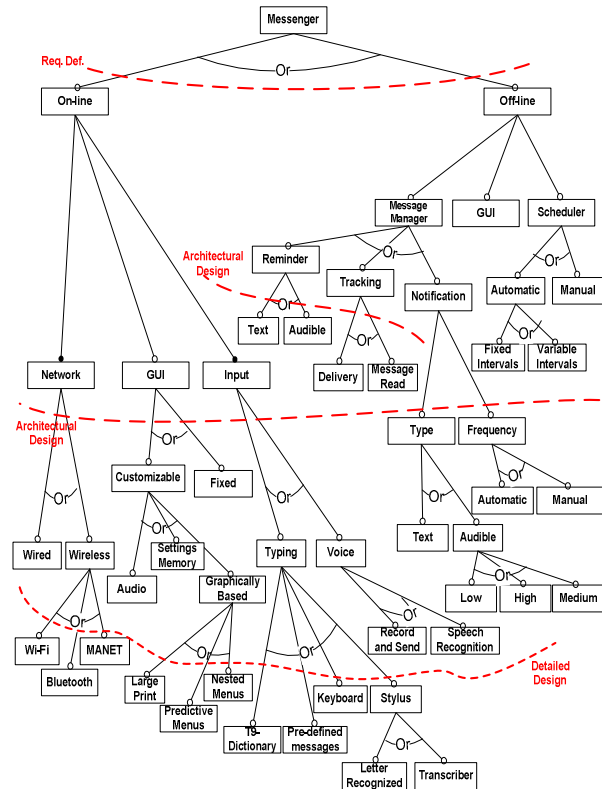 Messenger
Req. Def.
Or
On-line
Off-line
Message
Manager
GUI
Scheduler
Or
Architectural
Design
Reminder
Or
Tracking
Notification
Automatic
Manual
Or
Text
Audible
Or
Or
Fixed
Intervals
Variable
Intervals
Delivery
Message
Read
Network
GUI
Input
Architectural
Design
Or
Type
Frequency
Customizable
Fixed
Or
Or
Or
Or
Automatic
Manual
Or
Text
Audible
Wired
Wireless
Settings
Memory
Typing
Voice
Audio
Graphically
Based
Or
Low
High
Medium
Or
Or
Record
and Send
Speech
Recognition
Wi-Fi
MANET
Or
Or
Bluetooth
Large
Print
Nested
Menus
Detailed
Design
Predictive
Menus
Keyboard
Stylus
T9-
Dictionary
Pre-defined
messages
Or
Letter
Recognized
Transcriber